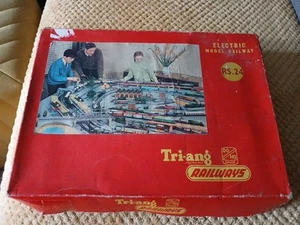 ELECTRIC
MODEL RAILWAY
RS.24
Tri-ang
RAILWAYS